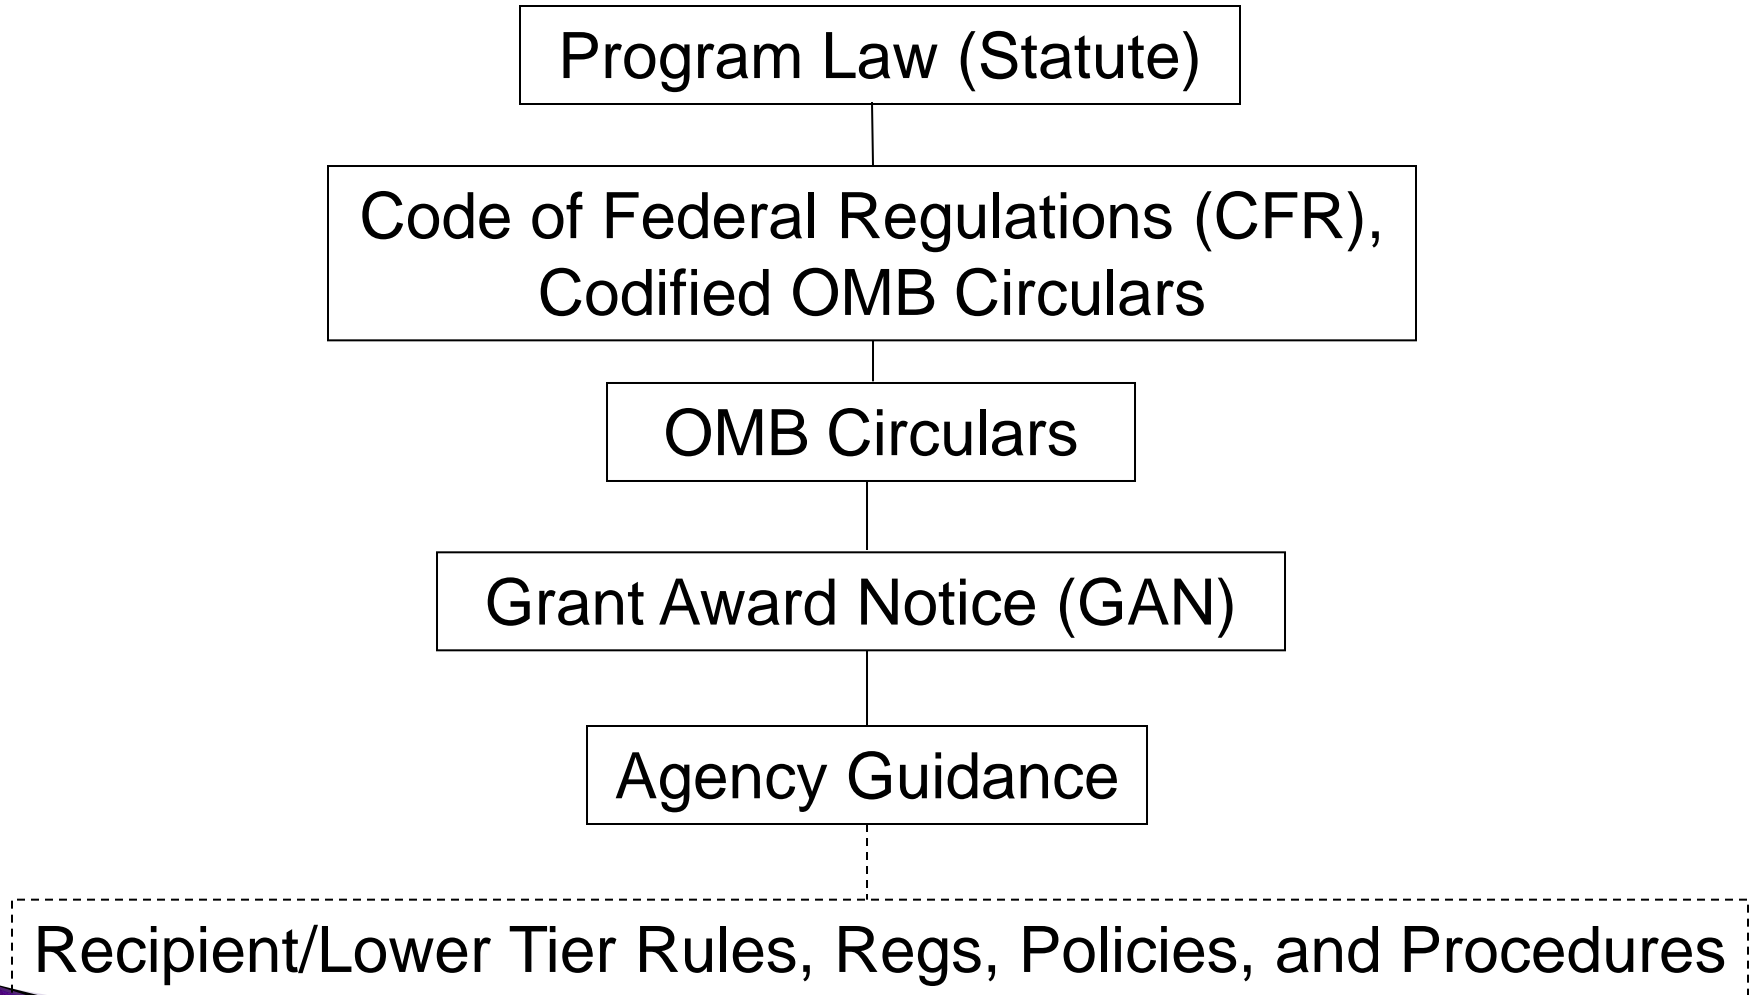 Program Law (Statute)
Code of Federal Regulations (CFR),
Codified OMB Circulars
OMB Circulars
Grant Award Notice (GAN)
Agency Guidance
Recipient/Lower Tier Rules, Regs, Policies, and Procedures